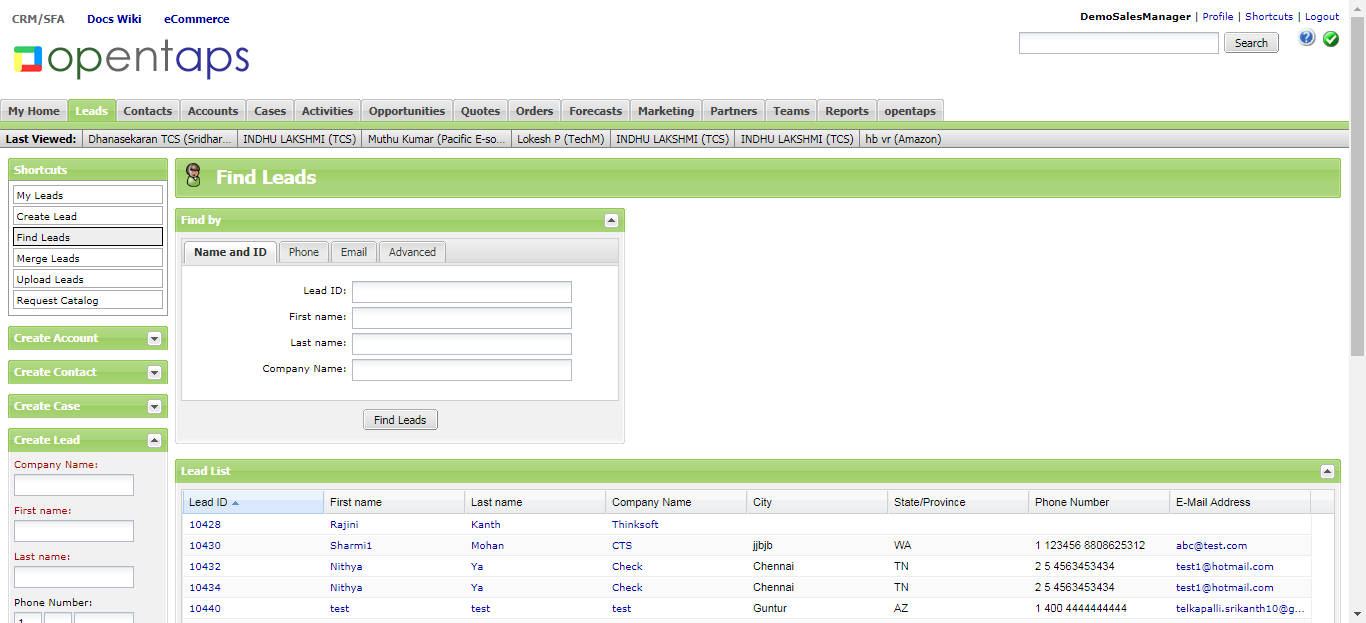 CRM/SFA Docs Wiki eCommerce
DemoSalesManager | Profile | Shortcuts | Logout
opentaps
Search
?
My Home Leads Contacts Accounts Cases Activities Opportunities Quotes Orders Forecasts Marketing Partners Teams Reports opentaps
Last Viewed: Dhanasekaran TCS (Sridhar... INDHU LAKSHMI (TCS) Muthu Kumar (Pacific E-so... Lokesh P (TechM) INDHU LAKSHMI (TCS) INDHU LAKSHMI (TCS) hb vr (Amazon)
Shortcuts
My Leads
Create Lead
Find Leads
Merge Leads
Upload Leads
Request Catalog
Create Account
Create Contact
Create Case
Create Lead
Company Name:
First name:
Last name:
Phone Number:
1
Find Leads
Find by
Name and ID Phone Email Advanced
Lead ID:
First name:
Last name:
Company Name:
Find Leads
Lead List
Lead ID First name Last name Company Name City State/Province Phone Number E-Mail Address
10428 Rajini Kanth Thinksoft
10430 Sharmi1 Mohan CTS jjbjb WA 1 123456 8808625312 abc@test.com
10432 Nithya Ya Check Chennai TN 2 5 4563453434 test1@hotmail.com
10434 Nithya Ya Check Chennai TN 2 5 4563453434 test1@hotmail.com
10440 test test test Guntur AZ 1 400 4444444444 telkapalli.srikanth10@g...